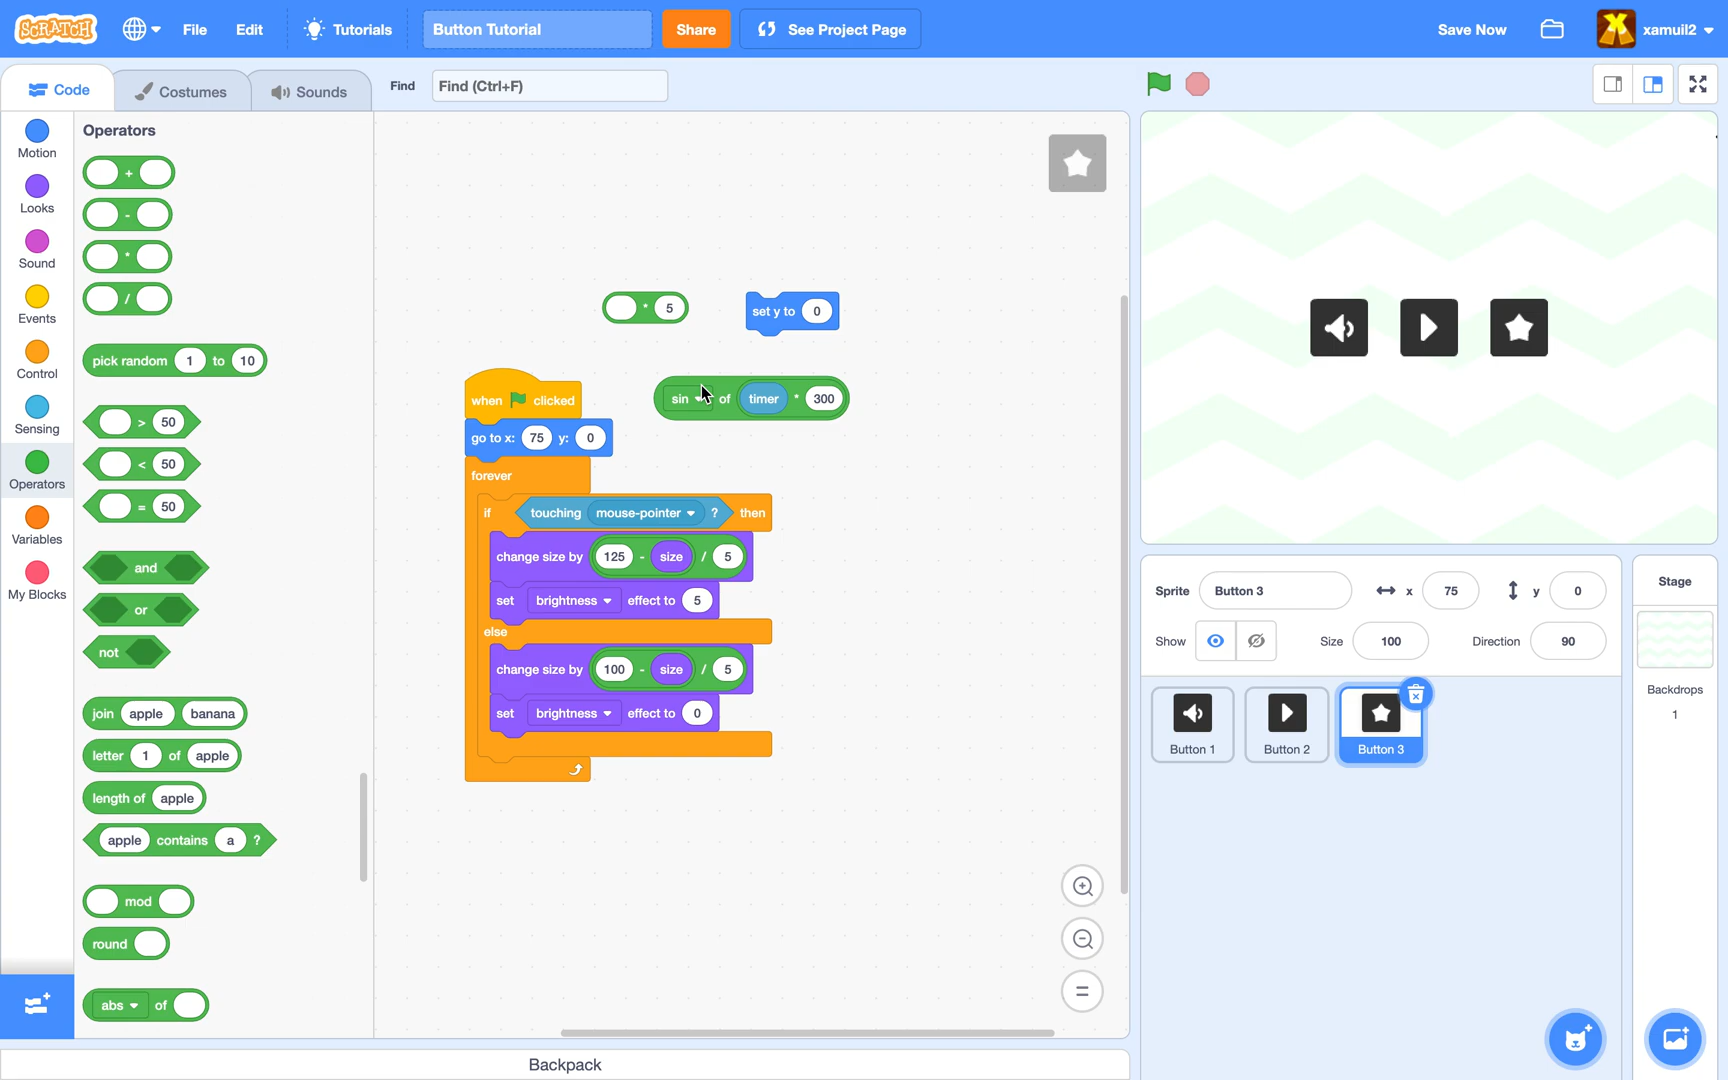 SCRATCH File Edit Tutorials Button Tutorial Share See Project Page Save Now xamuil2
Code Costumes Sounds Find Find (Ctrl+F)
Motion
Looks
Sound
Events
Control
Sensing
Operators
Variables
My Blocks
Operators
+
-
*
/
pick random 1 to 10
> 50
< 50
= 50
and
or
not
join apple banana
letter 1 of apple
length of apple
apple contains a ?
mod
round
abs of
* 5
set y to 0
sin of timer * 300
when clicked
go to x: 75 y: 0
forever
if touching mouse-pointer ? then
change size by 125 - size / 5
set brightness effect to 5
else
change size by 100 - size / 5
set brightness effect to 0
Backpack
Sprite Button 3 x 75 y 0
Show Size 100 Direction 90
Button 1 Button 2 Button 3
Stage
Backdrops
1